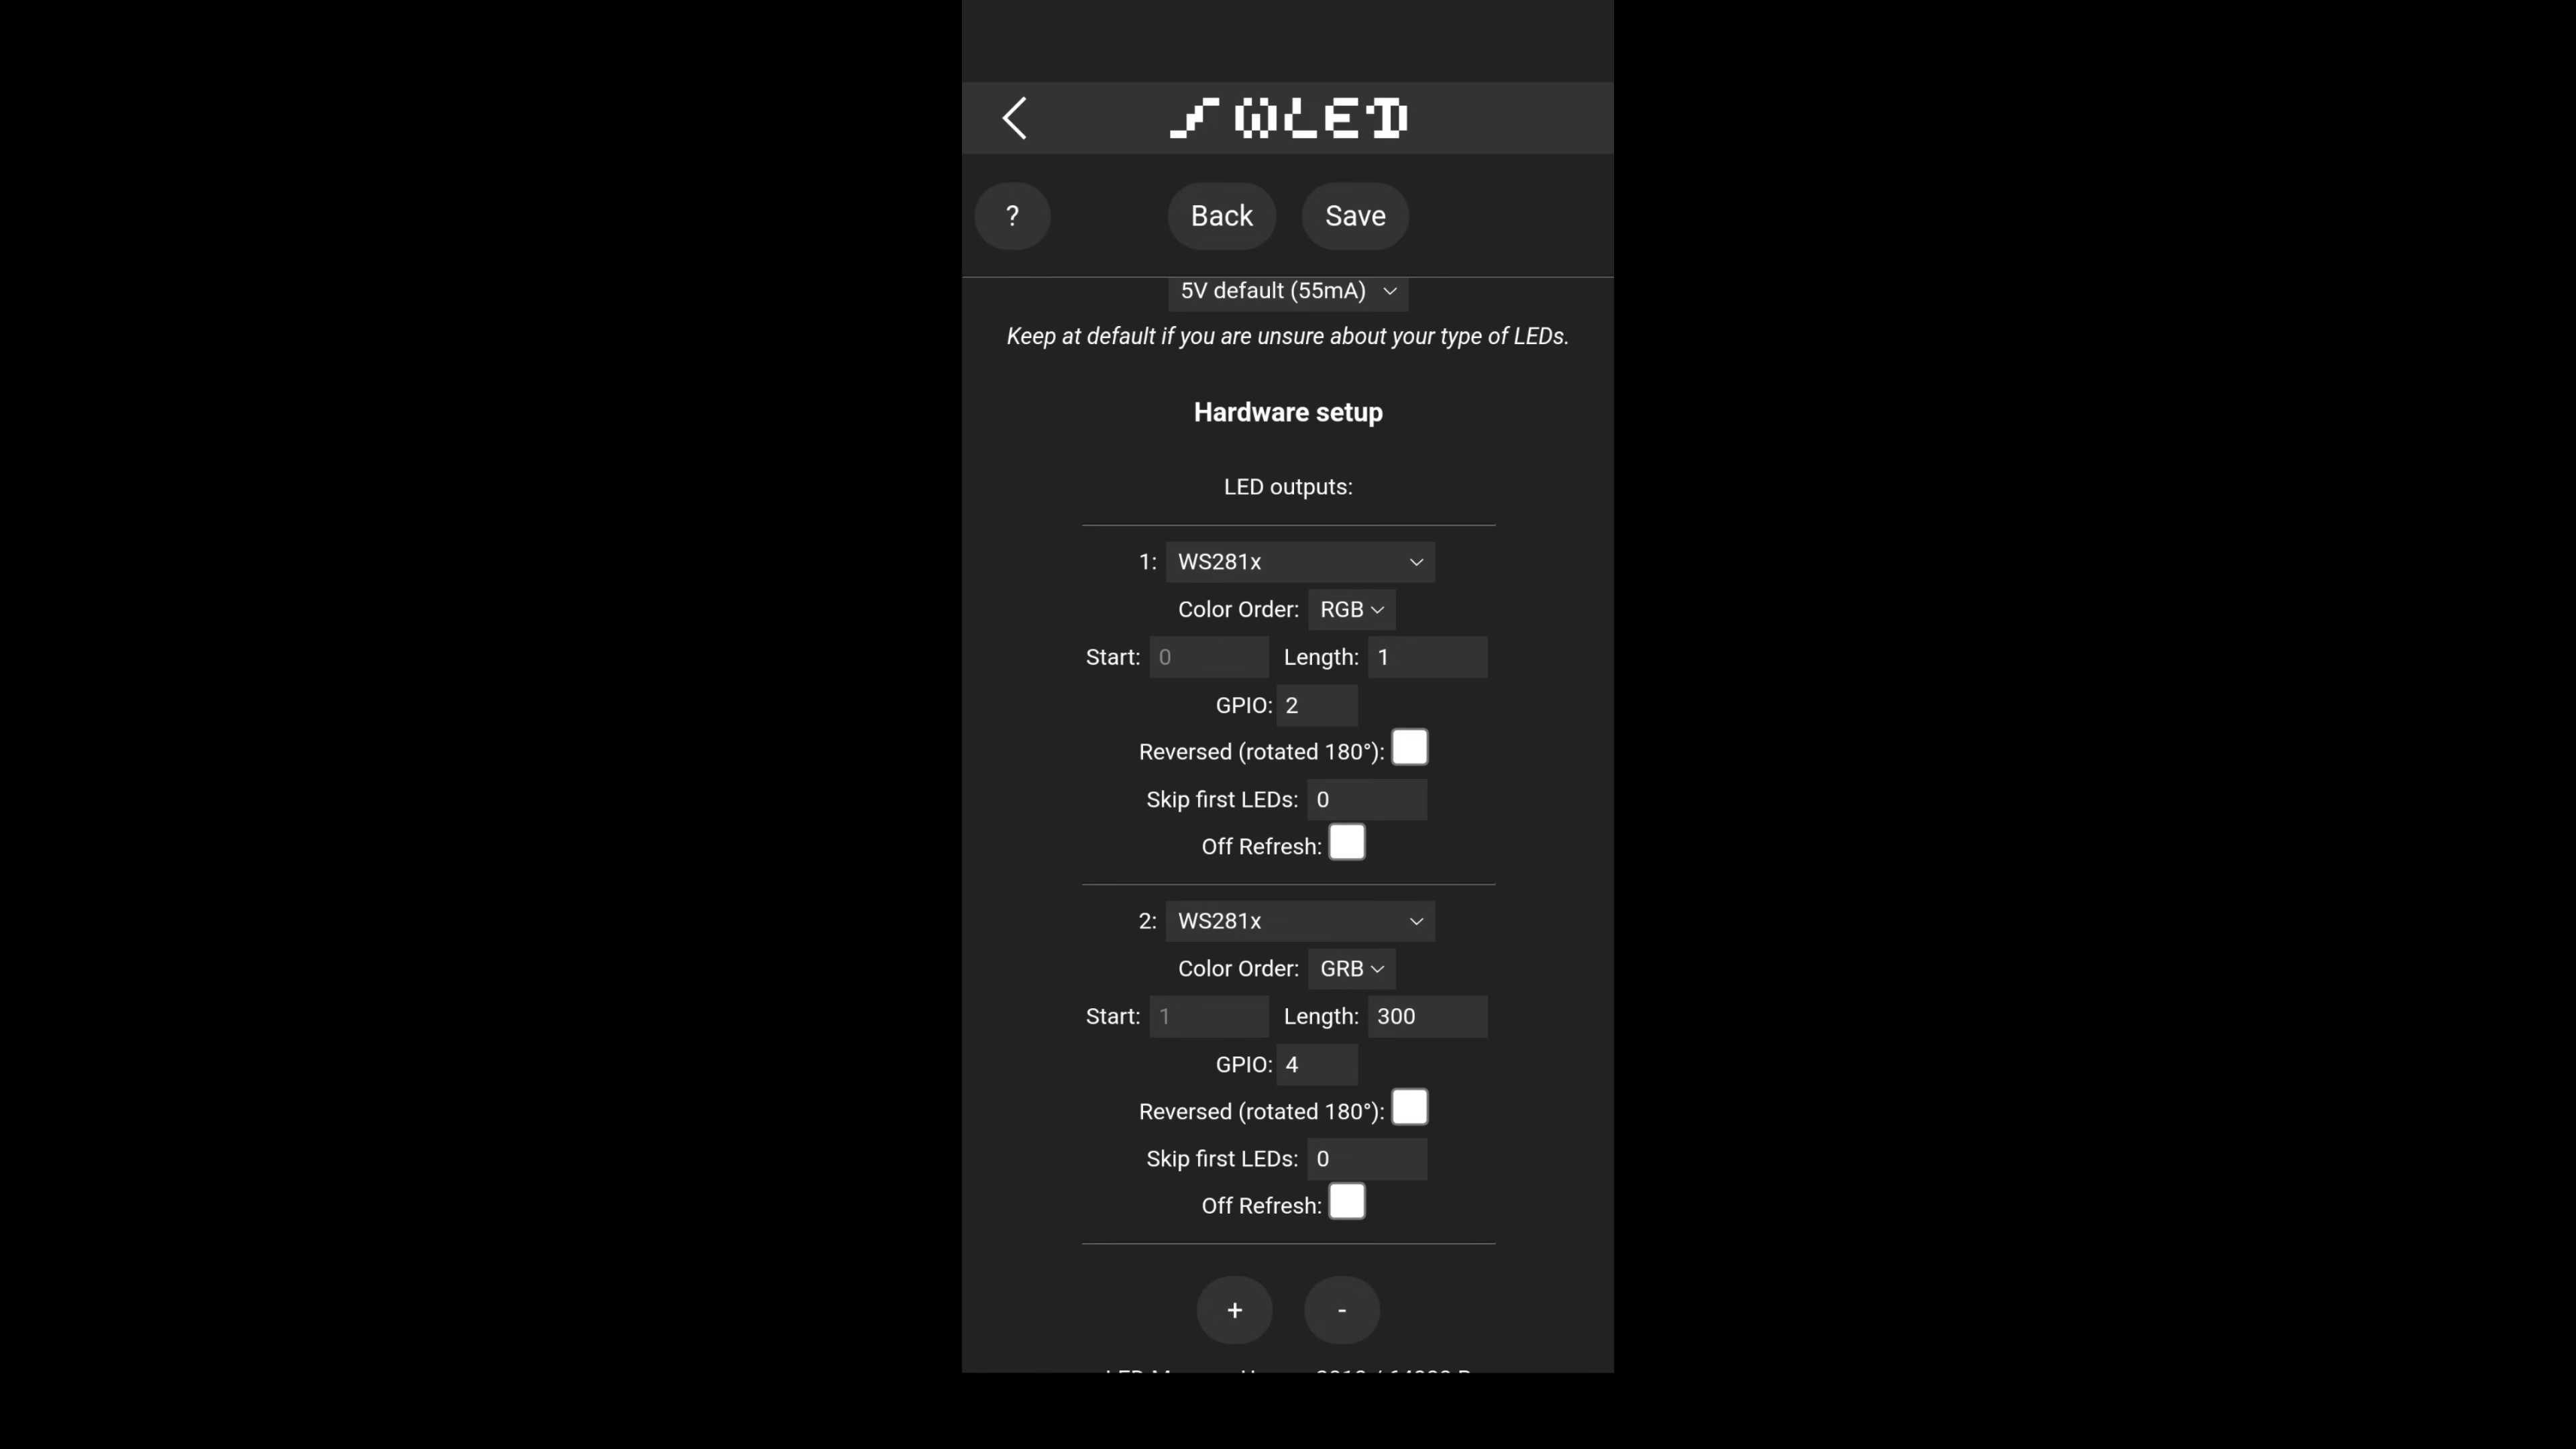 WLED
?
Back
Save
5V default (55mA)
Keep at default if you are unsure about your type of LEDs.
Hardware setup
LED outputs:
1: WS281x
Color Order: RGB
Start: 0 Length: 1
GPIO: 2
Reversed (rotated 180°):
Skip first LEDs: 0
Off Refresh:
2: WS281x
Color Order: GRB
Start: 1 Length: 300
GPIO: 4
Reversed (rotated 180°):
Skip first LEDs: 0
Off Refresh:
+ -